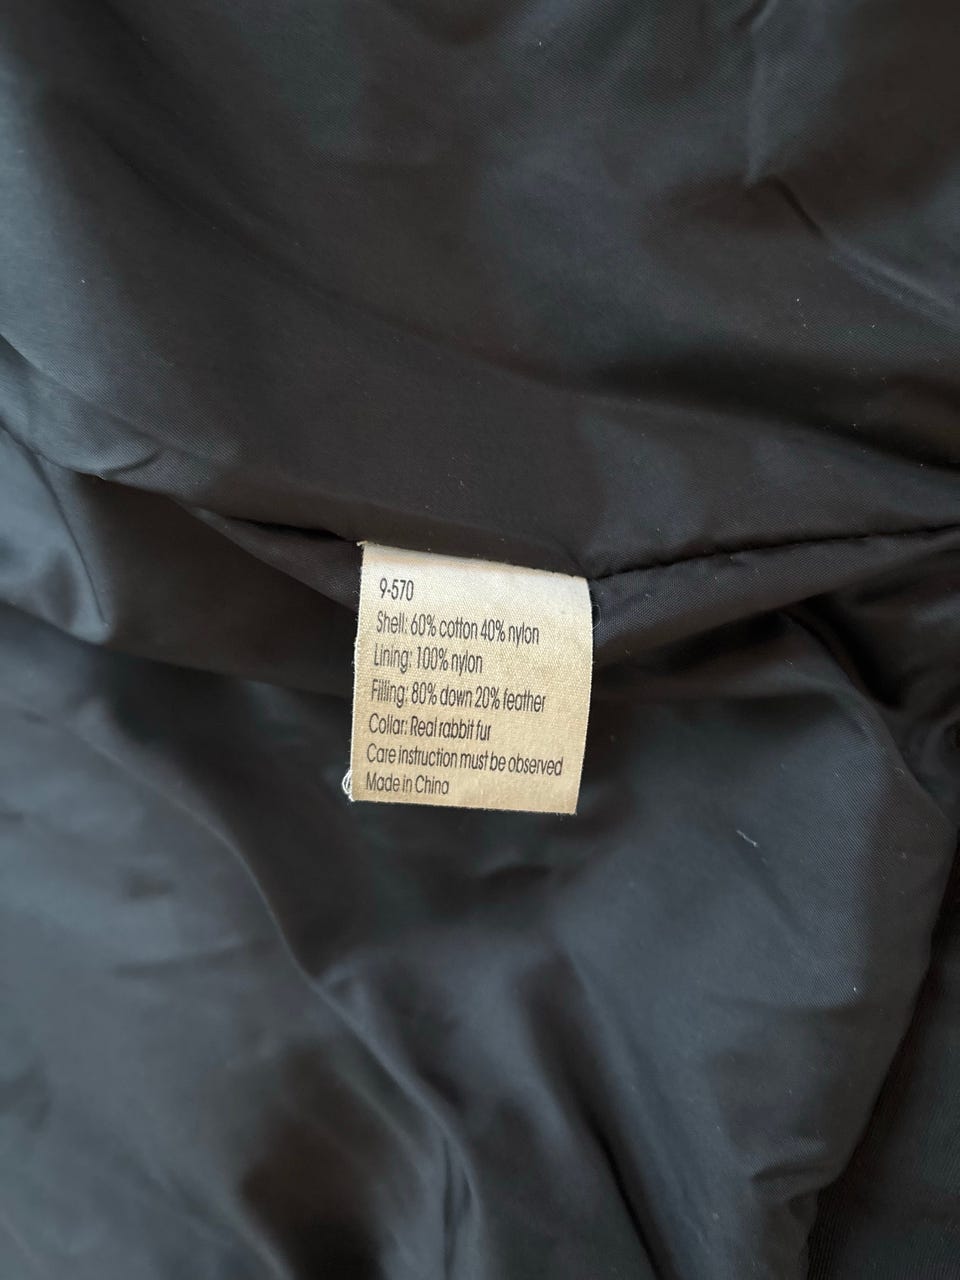 9-570
Shell: 60% cotton 40% nylon
Lining: 100% nylon
Filling: 80% down 20% feather
Collar: Real rabbit fur
Care instruction must be observed
Made in China